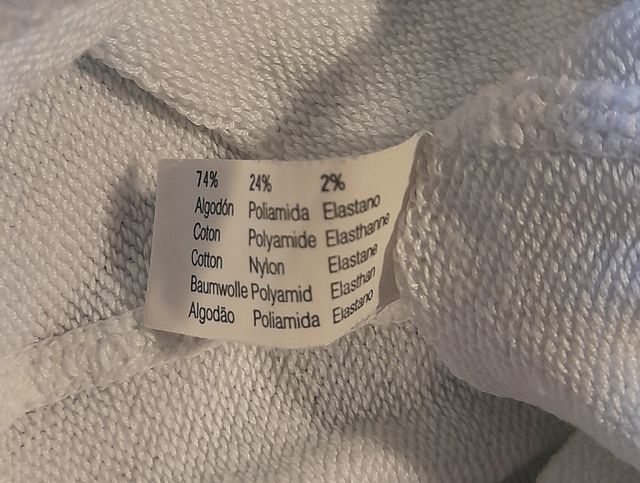 74% 24% 2%
Algodón Poliamida Elastano
Coton Polyamide Elasthanne
Cotton Nylon Elastane
Baumwolle Polyamid Elasthan
Algodão Poliamida Elastano